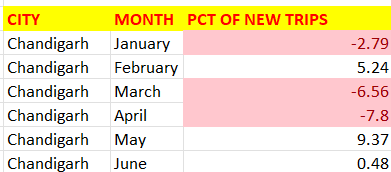 CITY MONTH PCT OF NEW TRIPS
Chandigarh January -2.79
Chandigarh February 5.24
Chandigarh March -6.56
Chandigarh April -7.8
Chandigarh May 9.37
Chandigarh June 0.48